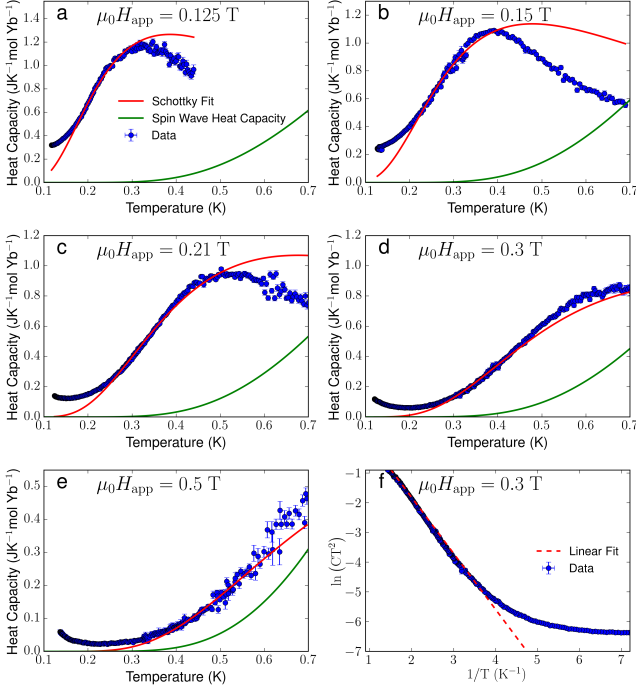 a
μ₀H_app = 0.125 T
Heat Capacity (JK⁻¹mol Yb⁻¹)
1.4
1.2
1.0
0.8
0.6
0.4
0.2
0.0
Schottky Fit
Spin Wave Heat Capacity
Data
0.1 0.2 0.3 0.4 0.5 0.6 0.7
Temperature (K)
b
μ₀H_app = 0.15 T
Heat Capacity (JK⁻¹mol Yb⁻¹)
1.2
1.0
0.8
0.6
0.4
0.2
0.0
0.1 0.2 0.3 0.4 0.5 0.6 0.7
Temperature (K)
c
μ₀H_app = 0.21 T
Heat Capacity (JK⁻¹mol Yb⁻¹)
1.2
1.0
0.8
0.6
0.4
0.2
0.0
0.1 0.2 0.3 0.4 0.5 0.6 0.7
Temperature (K)
d
μ₀H_app = 0.3 T
Heat Capacity (JK⁻¹mol Yb⁻¹)
1.2
1.0
0.8
0.6
0.4
0.2
0.0
0.1 0.2 0.3 0.4 0.5 0.6 0.7
Temperature (K)
e
μ₀H_app = 0.5 T
Heat Capacity (JK⁻¹mol Yb⁻¹)
0.5
0.4
0.3
0.2
0.1
0.0
0.1 0.2 0.3 0.4 0.5 0.6 0.7
Temperature (K)
f
μ₀H_app = 0.3 T
ln (CT²)
−1
−2
−3
−4
−5
−6
−7
Linear Fit
Data
1 2 3 4 5 6 7
1/T (K⁻¹)